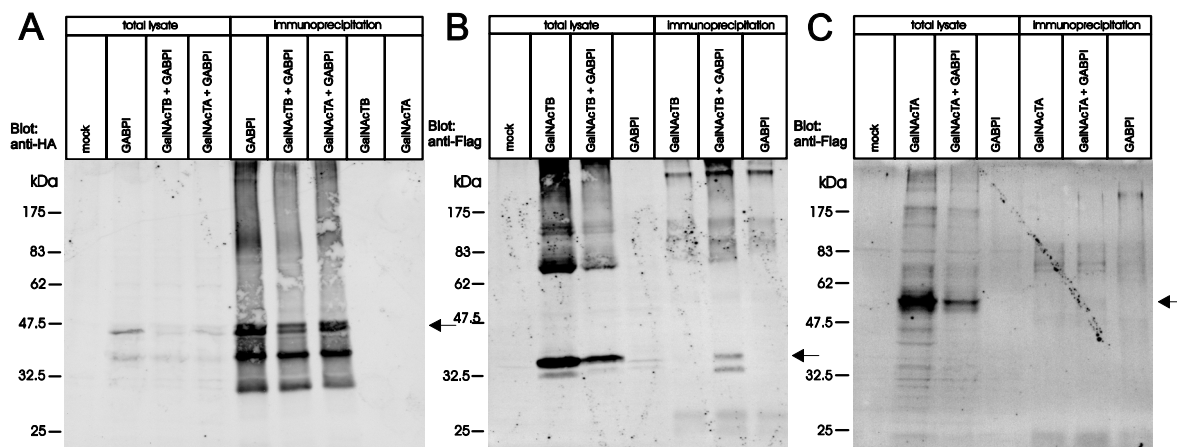 A
total lysate
immunoprecipitation
Blot:
anti-HA
mock
GABPI
GalNAcTB + GABPI
GalNAcTA + GABPI
GABPI
GalNAcTB + GABPI
GalNAcTA + GABPI
GalNAcTB
GalNAcTA
kDa
175
83
62
47.5
32.5
25
B
total lysate
immunoprecipitation
Blot:
anti-Flag
mock
GalNAcTB
GalNAcTB + GABPI
GABPI
GalNAcTB
GalNAcTB + GABPI
GABPI
kDa
175
83
62
47.5
32.5
25
C
total lysate
immunoprecipitation
Blot:
anti-Flag
mock
GalNAcTA
GalNAcTA + GABPI
GABPI
GalNAcTA
GalNAcTA + GABPI
GABPI
kDa
175
83
62
47.5
32.5
25